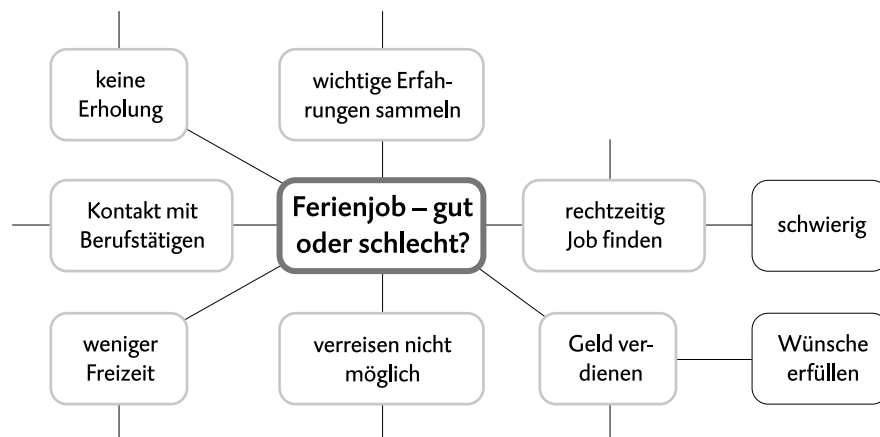 keine
Erholung
wichtige Erfah-
rungen sammeln
Kontakt mit
Berufstätigen
Ferienjob – gut
oder schlecht?
rechtzeitig
Job finden
schwierig
weniger
Freizeit
verreisen nicht
möglich
Geld ver-
dienen
Wünsche
erfüllen